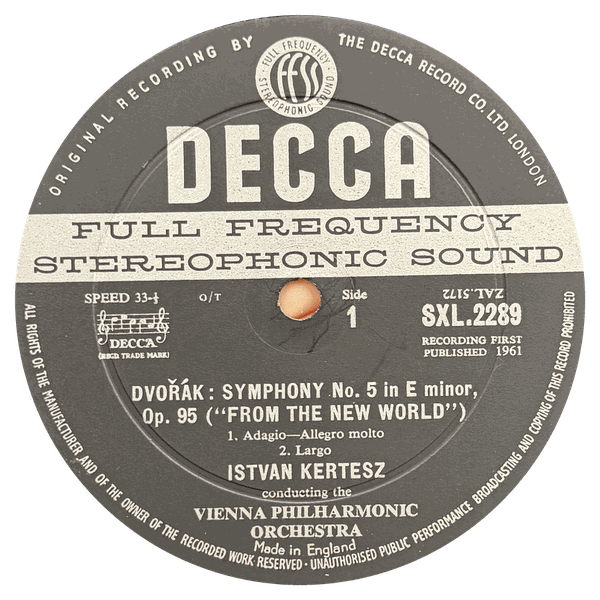 ORIGINAL RECORDING BY THE DECCA RECORD CO. LTD. LONDON
· FULL FREQUENCY · STEREOPHONIC SOUND
FFSS
DECCA
FULL FREQUENCY
STEREOPHONIC SOUND
SPEED 33-⅓
O/T
Side
1
ZAL.5172
SXL.2289
DECCA
(REGD TRADE MARK)
RECORDING FIRST
PUBLISHED 1961
DVOŘÁK: SYMPHONY No. 5 in E minor,
Op. 95 ("FROM THE NEW WORLD")
1. Adagio—Allegro molto
2. Largo
ISTVAN KERTESZ
conducting the
VIENNA PHILHARMONIC
ORCHESTRA
Made in England
ALL RIGHTS OF THE MANUFACTURER AND OF THE OWNER OF THE RECORDED WORK RESERVED · UNAUTHORISED PUBLIC PERFORMANCE BROADCASTING AND COPYING OF THIS RECORD PROHIBITED